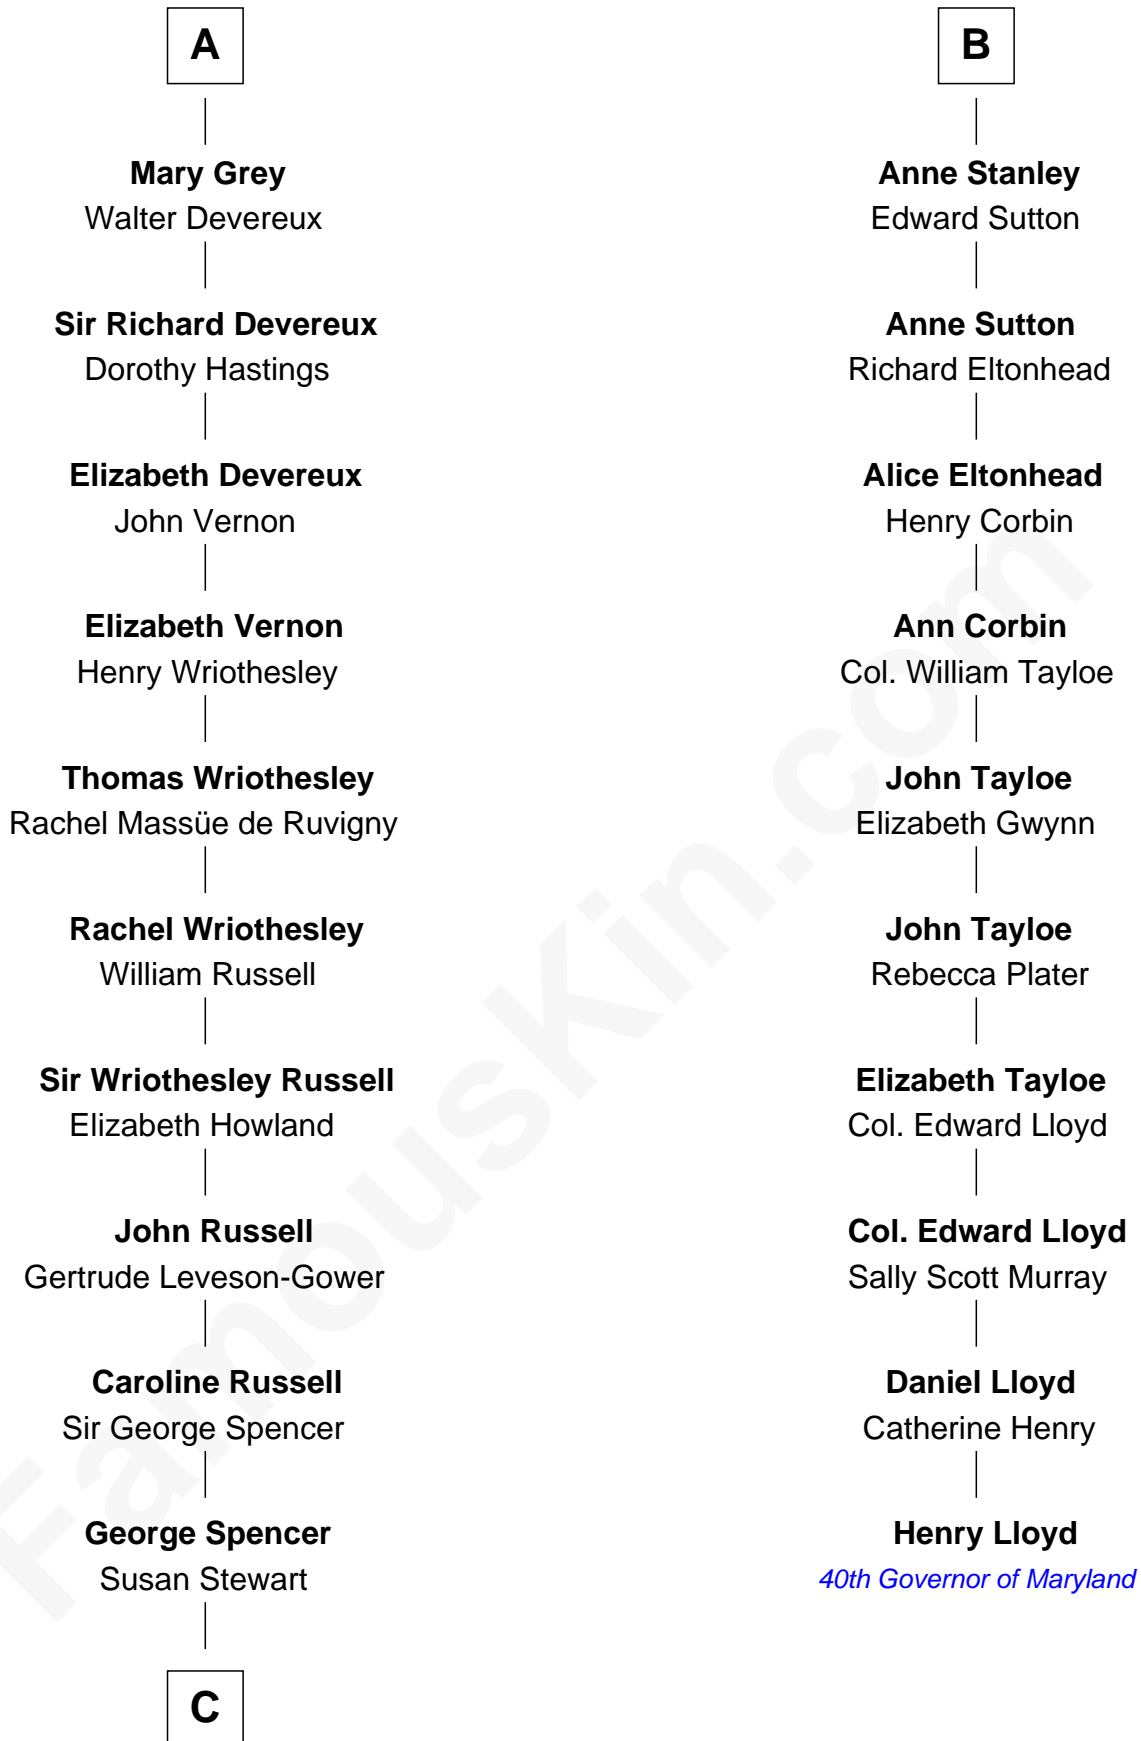 A
Mary Grey
Walter Devereux
Sir Richard Devereux
Dorothy Hastings
Elizabeth Devereux
John Vernon
Elizabeth Vernon
Henry Wriothesley
Thomas Wriothesley
Rachel Massüe de Ruvigny
Rachel Wriothesley
William Russell
Sir Wriothesley Russell
Elizabeth Howland
John Russell
Gertrude Leveson-Gower
Caroline Russell
Sir George Spencer
George Spencer
Susan Stewart
C
B
Anne Stanley
Edward Sutton
Anne Sutton
Richard Eltonhead
Alice Eltonhead
Henry Corbin
Ann Corbin
Col. William Tayloe
John Tayloe
Elizabeth Gwynn
John Tayloe
Rebecca Plater
Elizabeth Tayloe
Col. Edward Lloyd
Col. Edward Lloyd
Sally Scott Murray
Daniel Lloyd
Catherine Henry
Henry Lloyd
40th Governor of Maryland
FamousKin.com